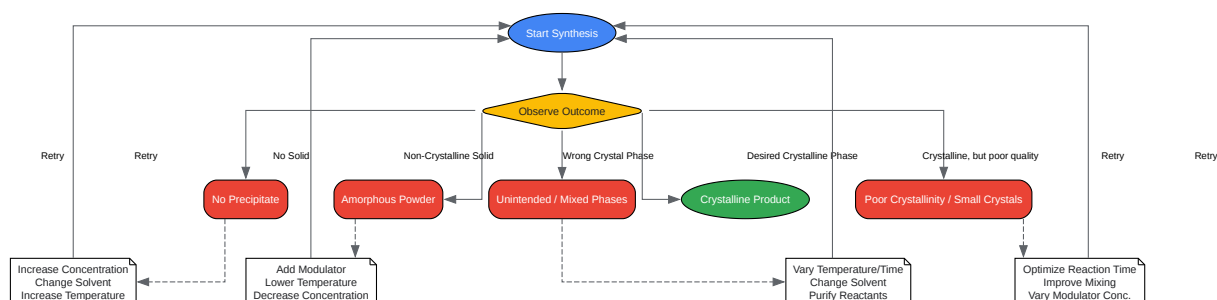 Start Synthesis
Observe Outcome
Retry
Retry
No Solid
Non-Crystalline Solid
Wrong Crystal Phase
Desired Crystalline Phase
Crystalline, but poor quality
Retry
Retry
No Precipitate
Amorphous Powder
Unintended / Mixed Phases
Crystalline Product
Poor Crystallinity / Small Crystals
Increase Concentration
Change Solvent
Increase Temperature
Add Modulator
Lower Temperature
Decrease Concentration
Vary Temperature/Time
Change Solvent
Purify Reactants
Optimize Reaction Time
Improve Mixing
Vary Modulator Conc.